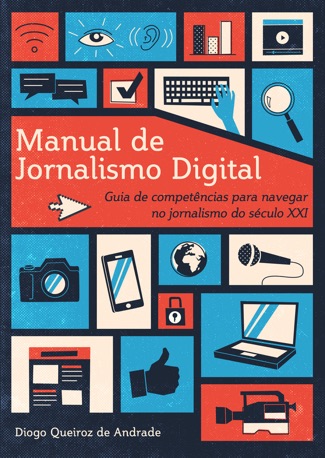 Manual de
Jornalismo Digital
Guia de competências para navegar
no jornalismo do século XXI
Diogo Queiroz de Andrade